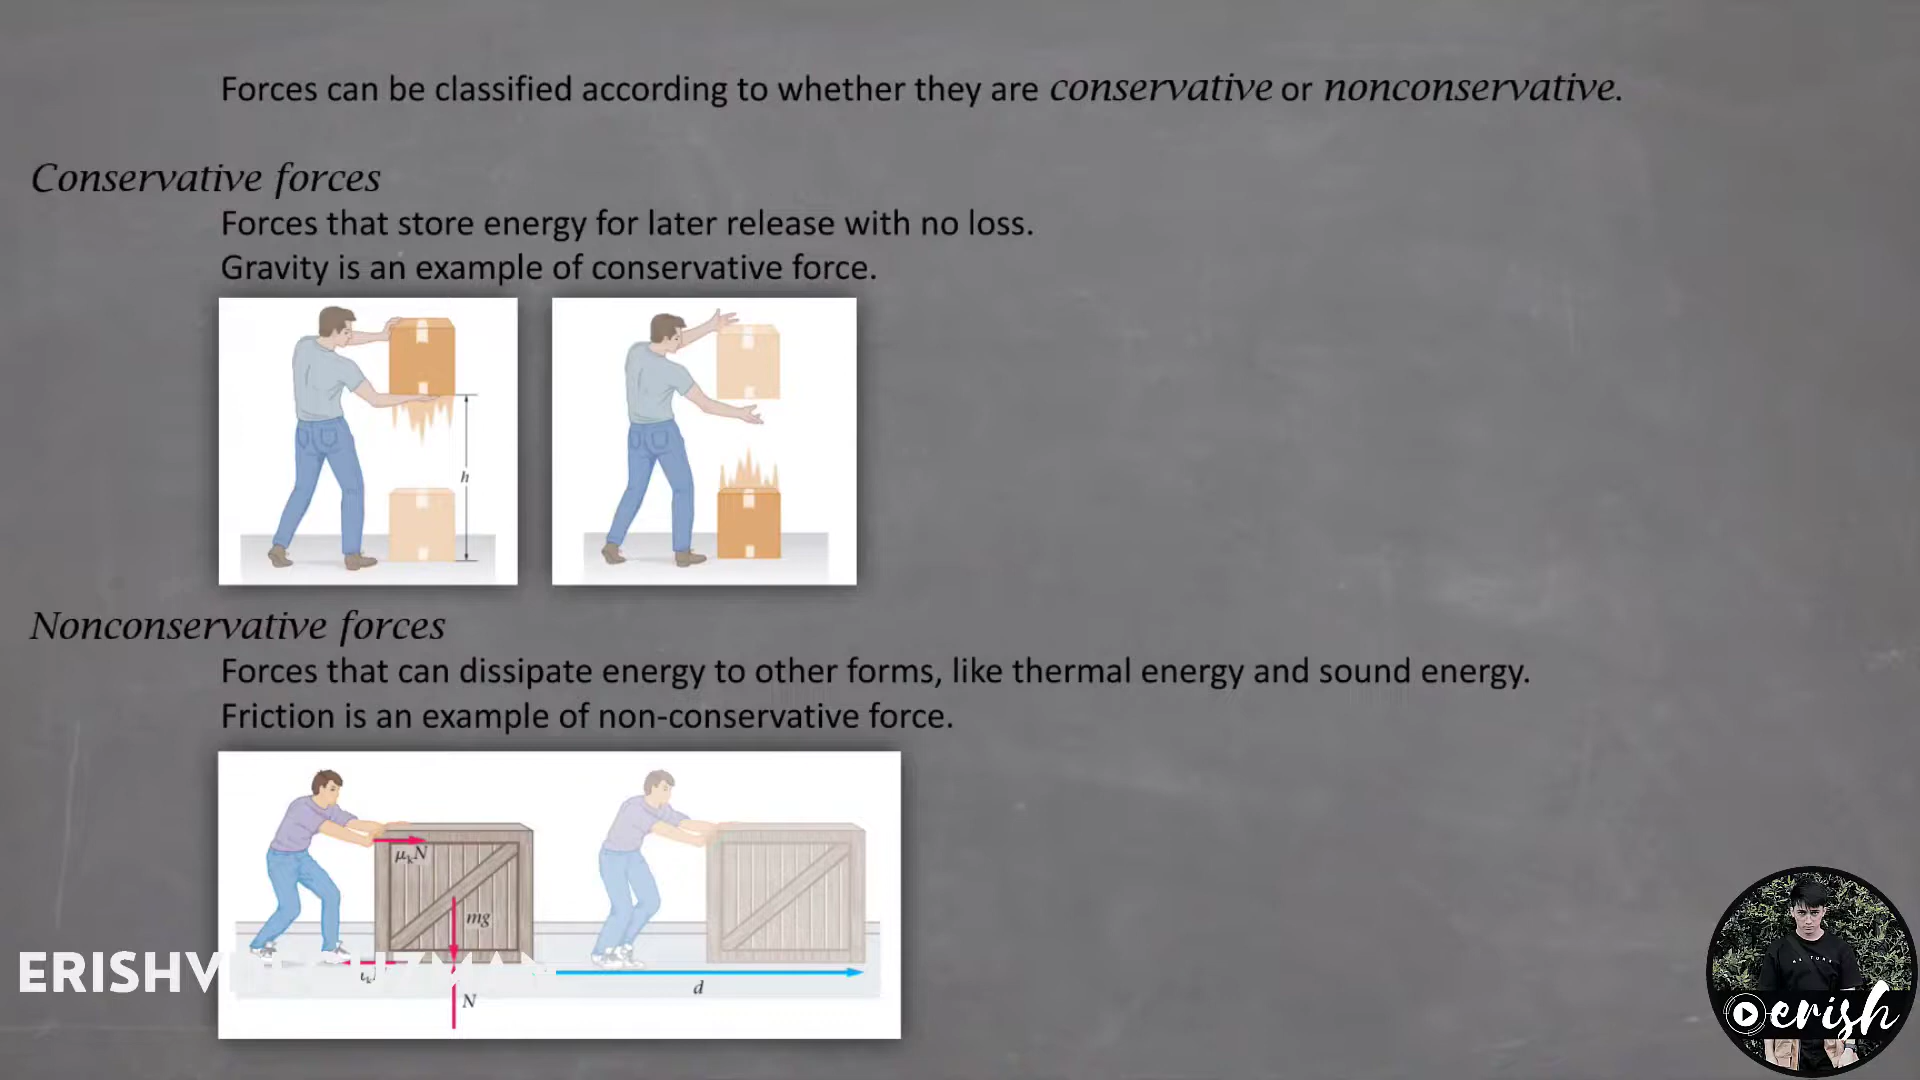 Forces can be classified according to whether they are conservative or nonconservative.
Conservative forces
Forces that store energy for later release with no loss.
Gravity is an example of conservative force.
h
Nonconservative forces
Forces that can dissipate energy to other forms, like thermal energy and sound energy.
Friction is an example of non-conservative force.
μkN
mg
N
d
erish